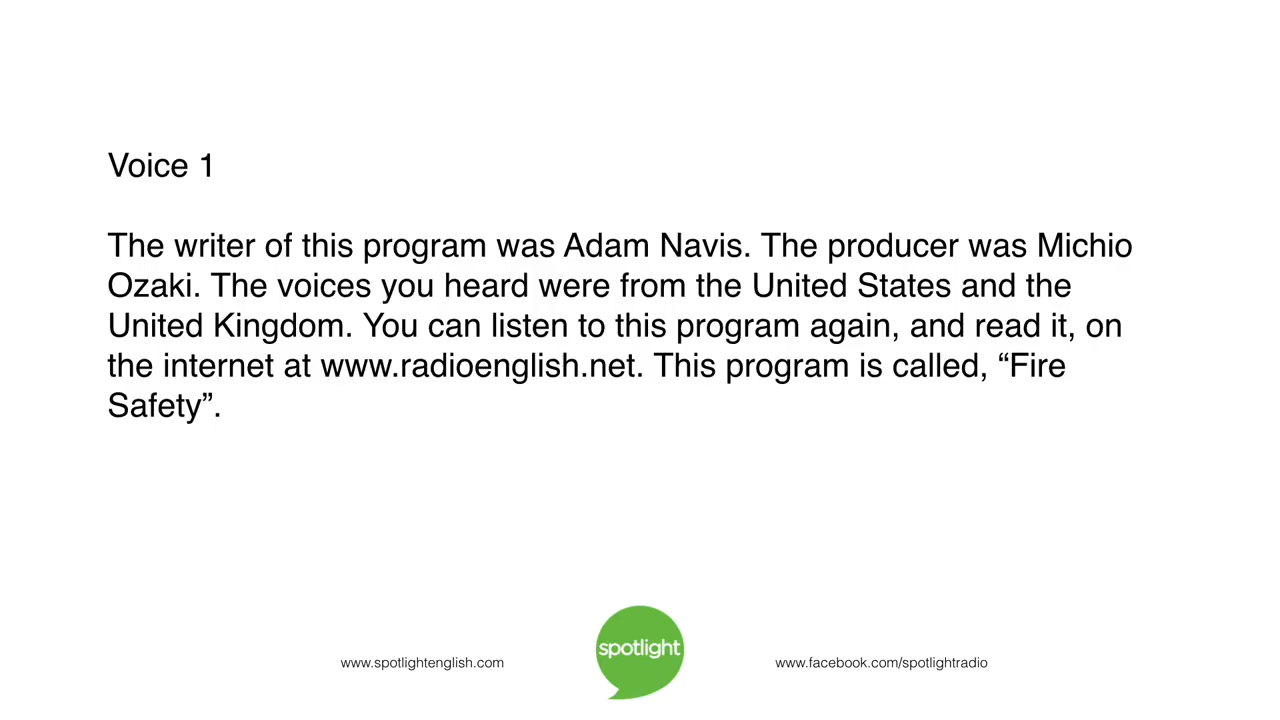 Voice 1
The writer of this program was Adam Navis. The producer was Michio
Ozaki. The voices you heard were from the United States and the
United Kingdom. You can listen to this program again, and read it, on
the internet at www.radioenglish.net. This program is called, “Fire
Safety”.
www.spotlightenglish.com
spotlight
www.facebook.com/spotlightradio